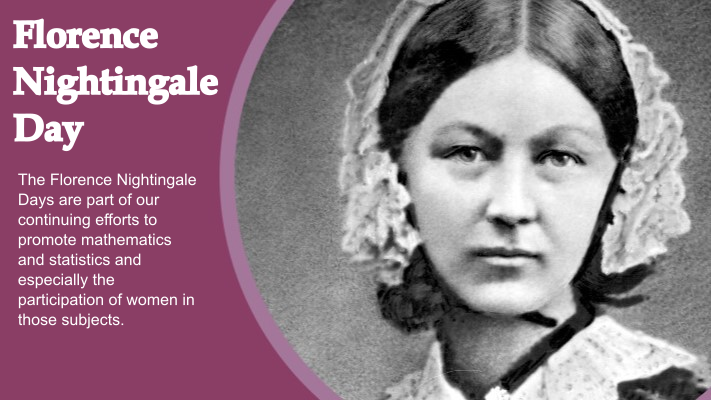 Florence
Nightingale
Day
The Florence Nightingale
Days are part of our
continuing efforts to
promote mathematics
and statistics and
especially the
participation of women in
those subjects.